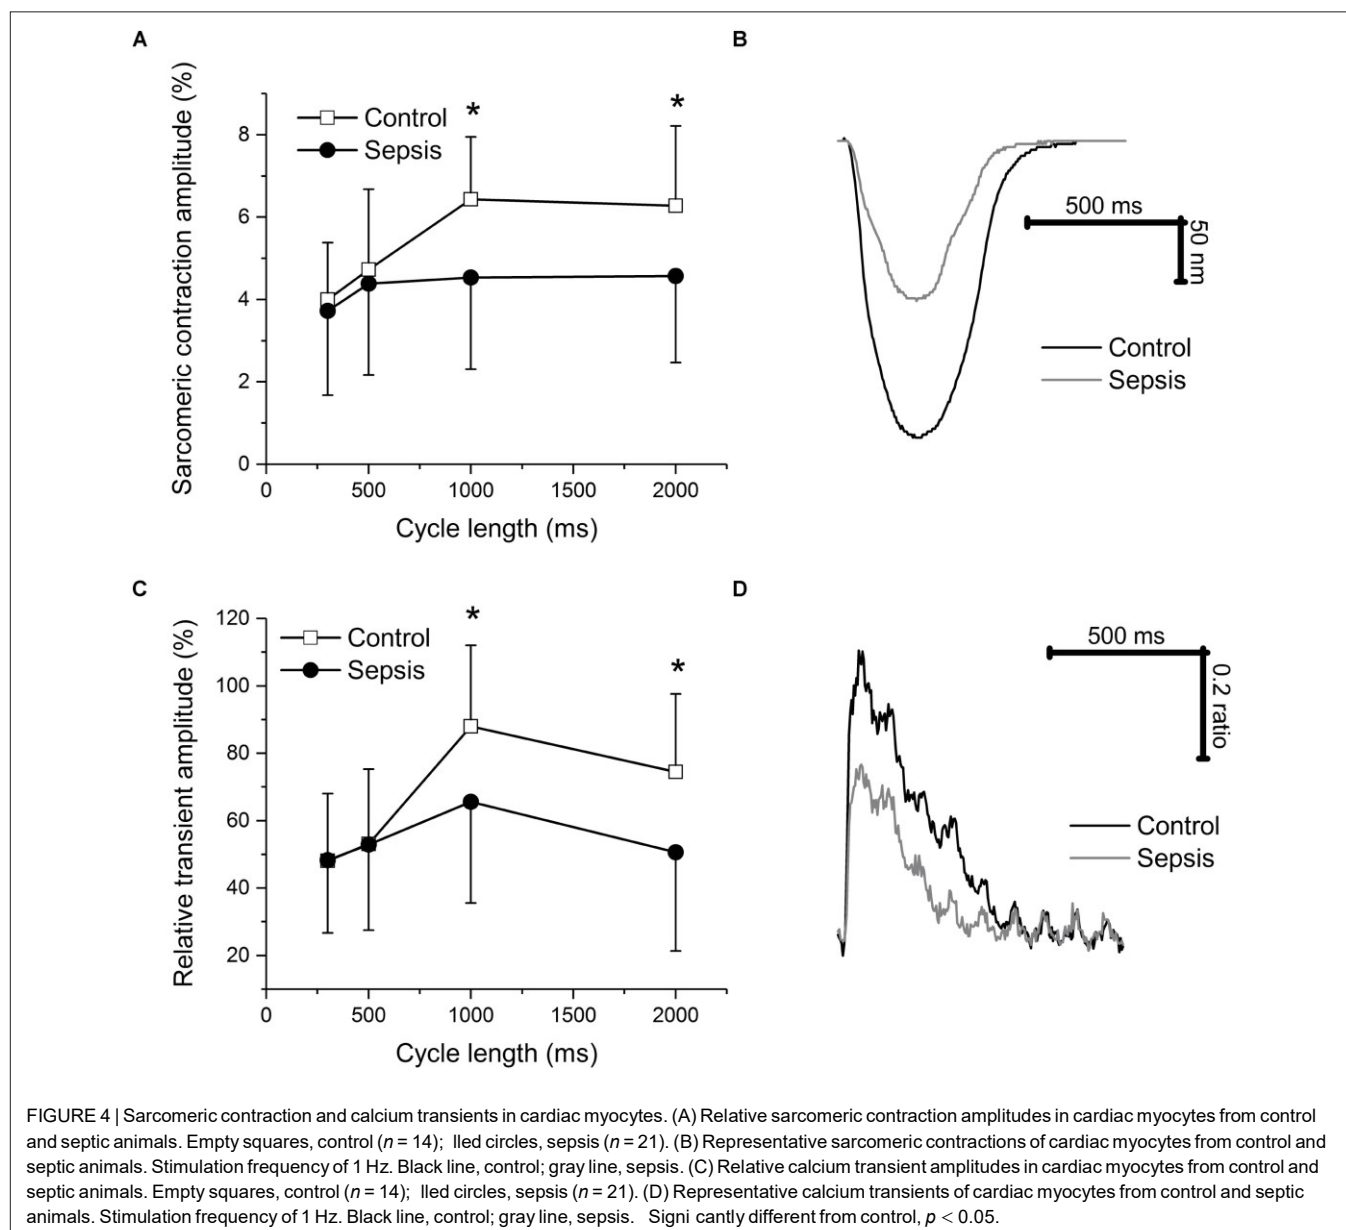 A
Sarcomeric contraction amplitude (%)
8
6
4
2
0
Control
Sepsis
*
*
0 500 1000 1500 2000
Cycle length (ms)
B
500 ms
50 nm
Control
Sepsis
C
Relative transient amplitude (%)
120
100
80
60
40
20
Control
Sepsis
*
*
0 500 1000 1500 2000
Cycle length (ms)
D
500 ms
0.2 ratio
Control
Sepsis
FIGURE 4 | Sarcomeric contraction and calcium transients in cardiac myocytes. (A) Relative sarcomeric contraction amplitudes in cardiac myocytes from control
and septic animals. Empty squares, control (n = 14); lled circles, sepsis (n = 21). (B) Representative sarcomeric contractions of cardiac myocytes from control and
septic animals. Stimulation frequency of 1 Hz. Black line, control; gray line, sepsis. (C) Relative calcium transient amplitudes in cardiac myocytes from control and
septic animals. Empty squares, control (n = 14); lled circles, sepsis (n = 21). (D) Representative calcium transients of cardiac myocytes from control and septic
animals. Stimulation frequency of 1 Hz. Black line, control; gray line, sepsis. Signi cantly different from control, p < 0.05.